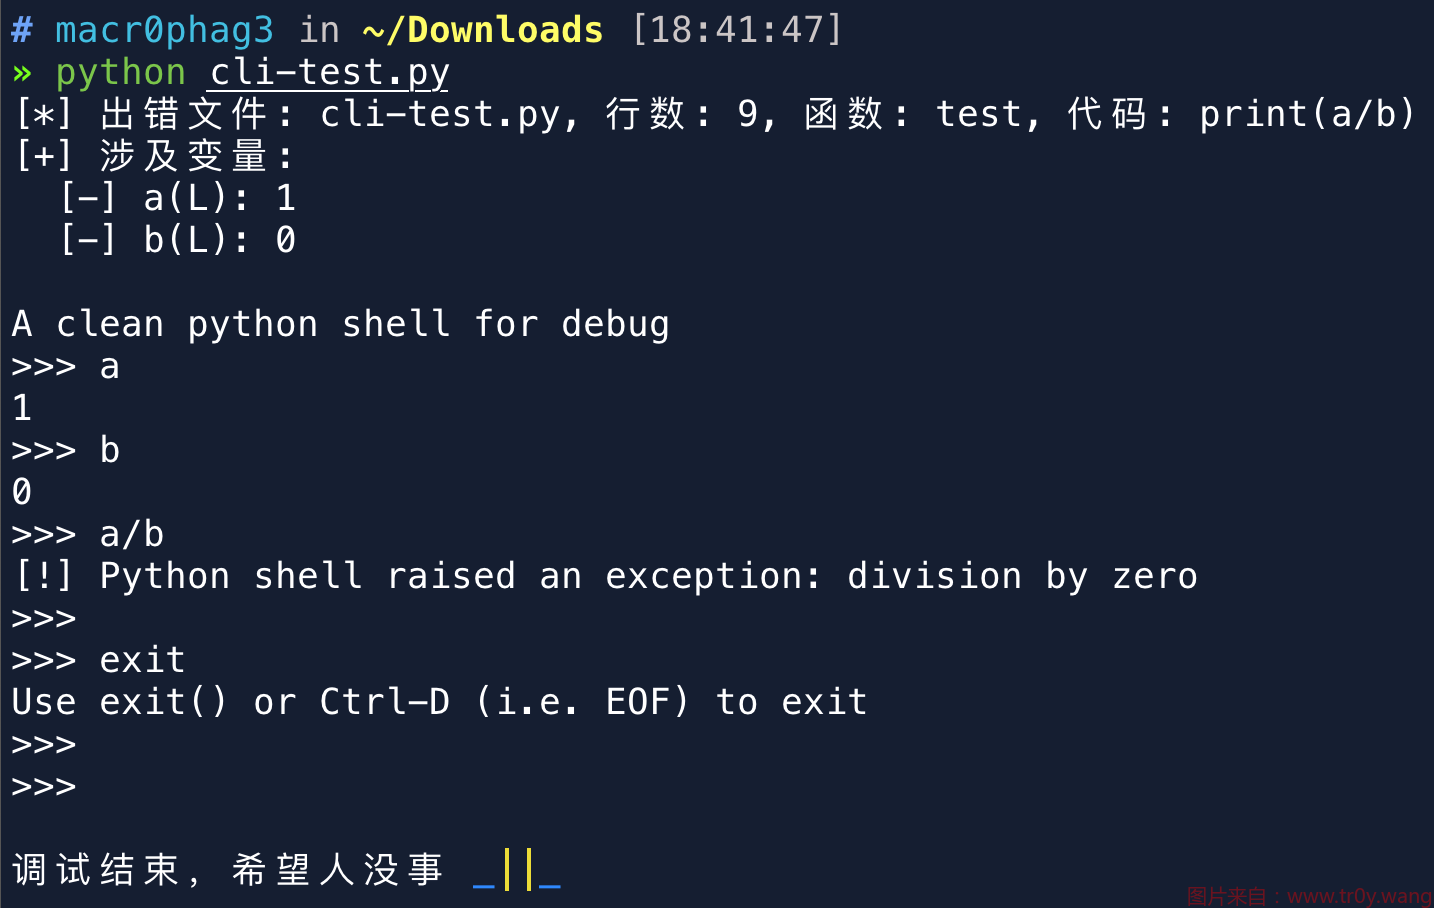 # macr0phag3 in ~/Downloads [18:41:47]
» python cli-test.py
[*] 出错文件: cli-test.py, 行数: 9, 函数: test, 代码: print(a/b)
[+] 涉及变量:
  [-] a(L): 1
  [-] b(L): 0

A clean python shell for debug
>>> a
1
>>> b
0
>>> a/b
[!] Python shell raised an exception: division by zero
>>>
>>> exit
Use exit() or Ctrl-D (i.e. EOF) to exit
>>>
>>>

调试结束, 希望人没事 _||_
图片来自：www.tr0y.wang